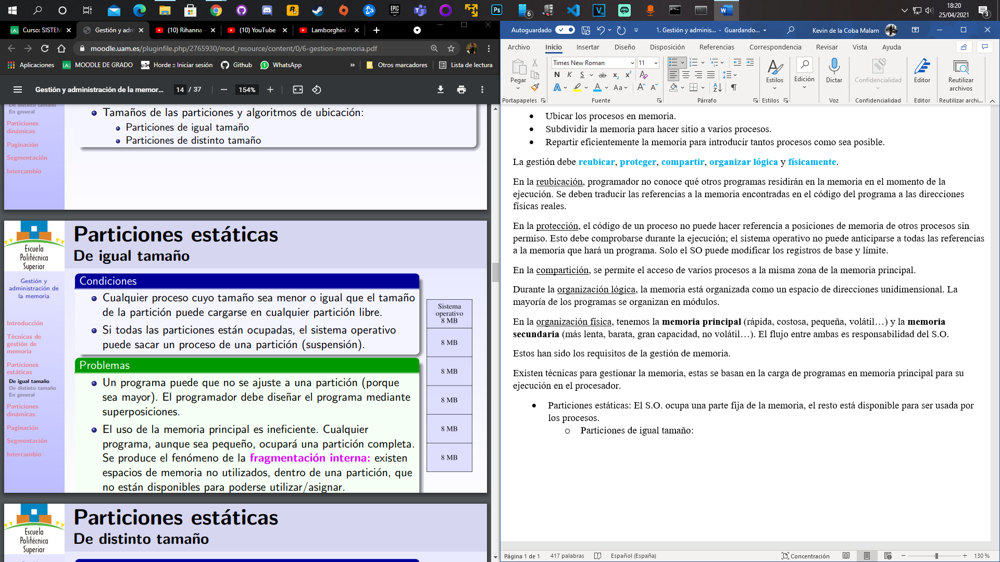 6
18:20
25/04/2021
3
Curso: SISTEM
Gestión y adm
(10) Rihanna -
(10) YouTube
Lamborghini /
moodle.uam.es/pluginfile.php/2765930/mod_resource/content/0/6-gestion-memoria.pdf
Aplicaciones
MOODLE DE GRADO
Horde :: Iniciar sesión
Github
WhatsApp
»
Otros marcadores
Lista de lectura
Gestión y administración de la memor...
14 / 37
154%
De distinto tamaño
En general
Particiones
dinámicas
Paginación
Segmentación
Intercambio
Tamaños de las particiones y algoritmos de ubicación:
Particiones de igual tamaño
Particiones de distinto tamaño
Escuela
Politécnica
Superior
Particiones estáticas
De igual tamaño
Gestión y
administración de
la memoria
Introducción
Técnicas de
gestión de
memoria
Particiones
estáticas
De igual tamaño
De distinto tamaño
En general
Particiones
dinámicas
Paginación
Segmentación
Intercambio
Condiciones
Cualquier proceso cuyo tamaño sea menor o igual que el tamaño
de la partición puede cargarse en cualquier partición libre.
Si todas las particiones están ocupadas, el sistema operativo
puede sacar un proceso de una partición (suspensión).
Problemas
Un programa puede que no se ajuste a una partición (porque
sea mayor). El programador debe diseñar el programa mediante
superposiciones.
El uso de la memoria principal es ineficiente. Cualquier
programa, aunque sea pequeño, ocupará una partición completa.
Se produce el fenómeno de la fragmentación interna: existen
espacios de memoria no utilizados, dentro de una partición, que
no están disponibles para poderse utilizar/asignar.
Sistema
operativo
8 MB
8 MB
8 MB
8 MB
8 MB
8 MB
Escuela
Politécnica
Superior
Particiones estáticas
De distinto tamaño
Autoguardado
1. Gestión y adminis... - Guardando...
Kevin de la Coba Malam
Archivo
Inicio
Insertar
Diseño
Disposición
Referencias
Correspondencia
Revisar
Vista
Ayuda
Pegar
Times New Roman
11
N K S ab x₂ x²
Aa
Estilos
Edición
Dictar
Confidencialidad
Editor
Reutilizar
archivos
Portapapeles
Fuente
Párrafo
Estilos
Voz
Confidencialidad
Editor
Reutilizar archi...
• Ubicar los procesos en memoria.
• Subdividir la memoria para hacer sitio a varios procesos.
• Repartir eficientemente la memoria para introducir tantos procesos como sea posible.
La gestión debe reubicar, proteger, compartir, organizar lógica y físicamente.
En la reubicación, programador no conoce qué otros programas residirán en la memoria en el momento de la
ejecución. Se deben traducir las referencias a la memoria encontradas en el código del programa a las direcciones
físicas reales.
En la protección, el código de un proceso no puede hacer referencia a posiciones de memoria de otros procesos sin
permiso. Esto debe comprobarse durante la ejecución; el sistema operativo no puede anticiparse a todas las referencias
a la memoria que hará un programa. Solo el SO puede modificar los registros de base y límite.
En la compartición, se permite el acceso de varios procesos a la misma zona de la memoria principal.
Durante la organización lógica, la memoria está organizada como un espacio de direcciones unidimensional. La
mayoría de los programas se organizan en módulos.
En la organización física, tenemos la memoria principal (rápida, costosa, pequeña, volátil…) y la memoria
secundaria (más lenta, barata, gran capacidad, no volátil…). El flujo entre ambas es responsabilidad del S.O.
Estos han sido los requisitos de la gestión de memoria.
Existen técnicas para gestionar la memoria, estas se basan en la carga de programas en memoria principal para su
ejecución en el procesador.
• Particiones estáticas: El S.O. ocupa una parte fija de la memoria, el resto está disponible para ser usada por
los procesos.
o Particiones de igual tamaño:
Página 1 de 1
417 palabras
Español (España)
Concentración
130 %